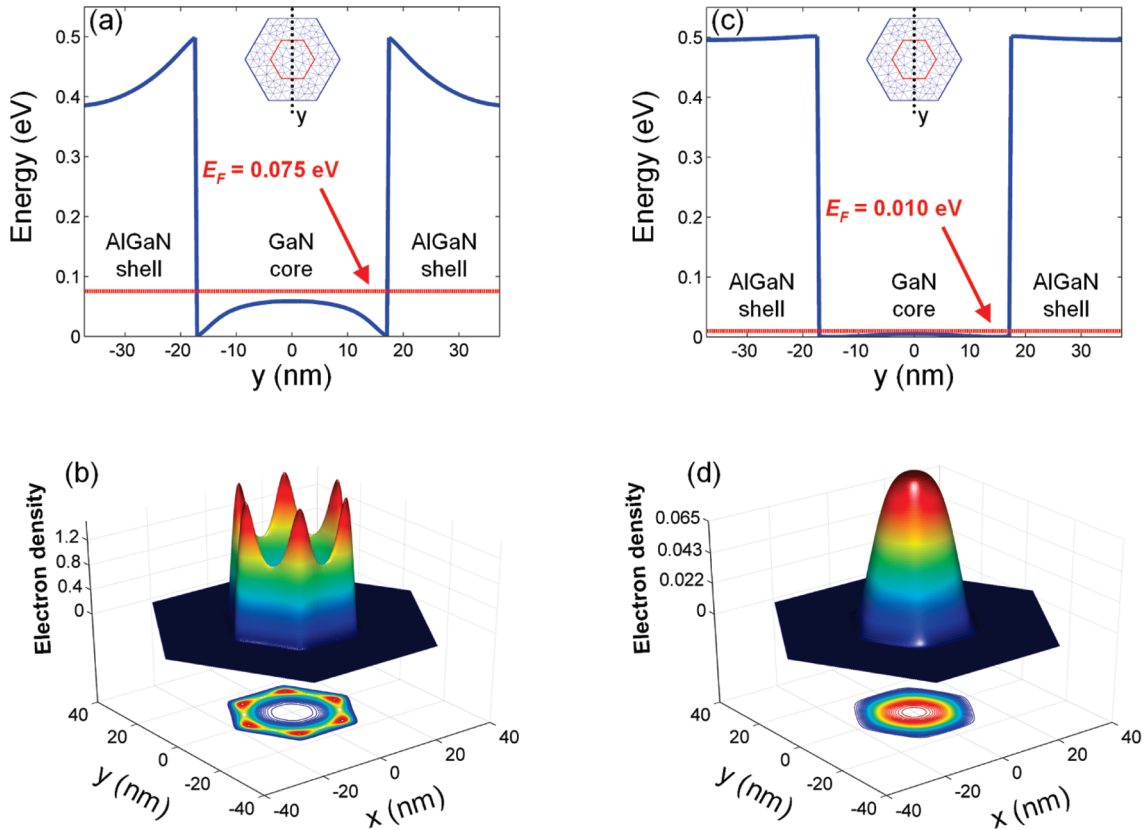 (a)
0.5
0.4
0.3
0.2
0.1
0
Energy (eV)
y
E_F = 0.075 eV
AlGaN shell
GaN core
AlGaN shell
-30 -20 -10 0 10 20 30
y (nm)
(c)
0.5
0.4
0.3
0.2
0.1
0
Energy (eV)
y
E_F = 0.010 eV
AlGaN shell
GaN core
AlGaN shell
-30 -20 -10 0 10 20 30
y (nm)
(b)
Electron density
1.2
0.8
0.4
0
40
20
0
-20
-40
y (nm)
-40
-20
0
20
40
x (nm)
(d)
Electron density
0.065
0.043
0.022
0
40
20
0
-20
-40
y (nm)
-40
-20
0
20
40
x (nm)